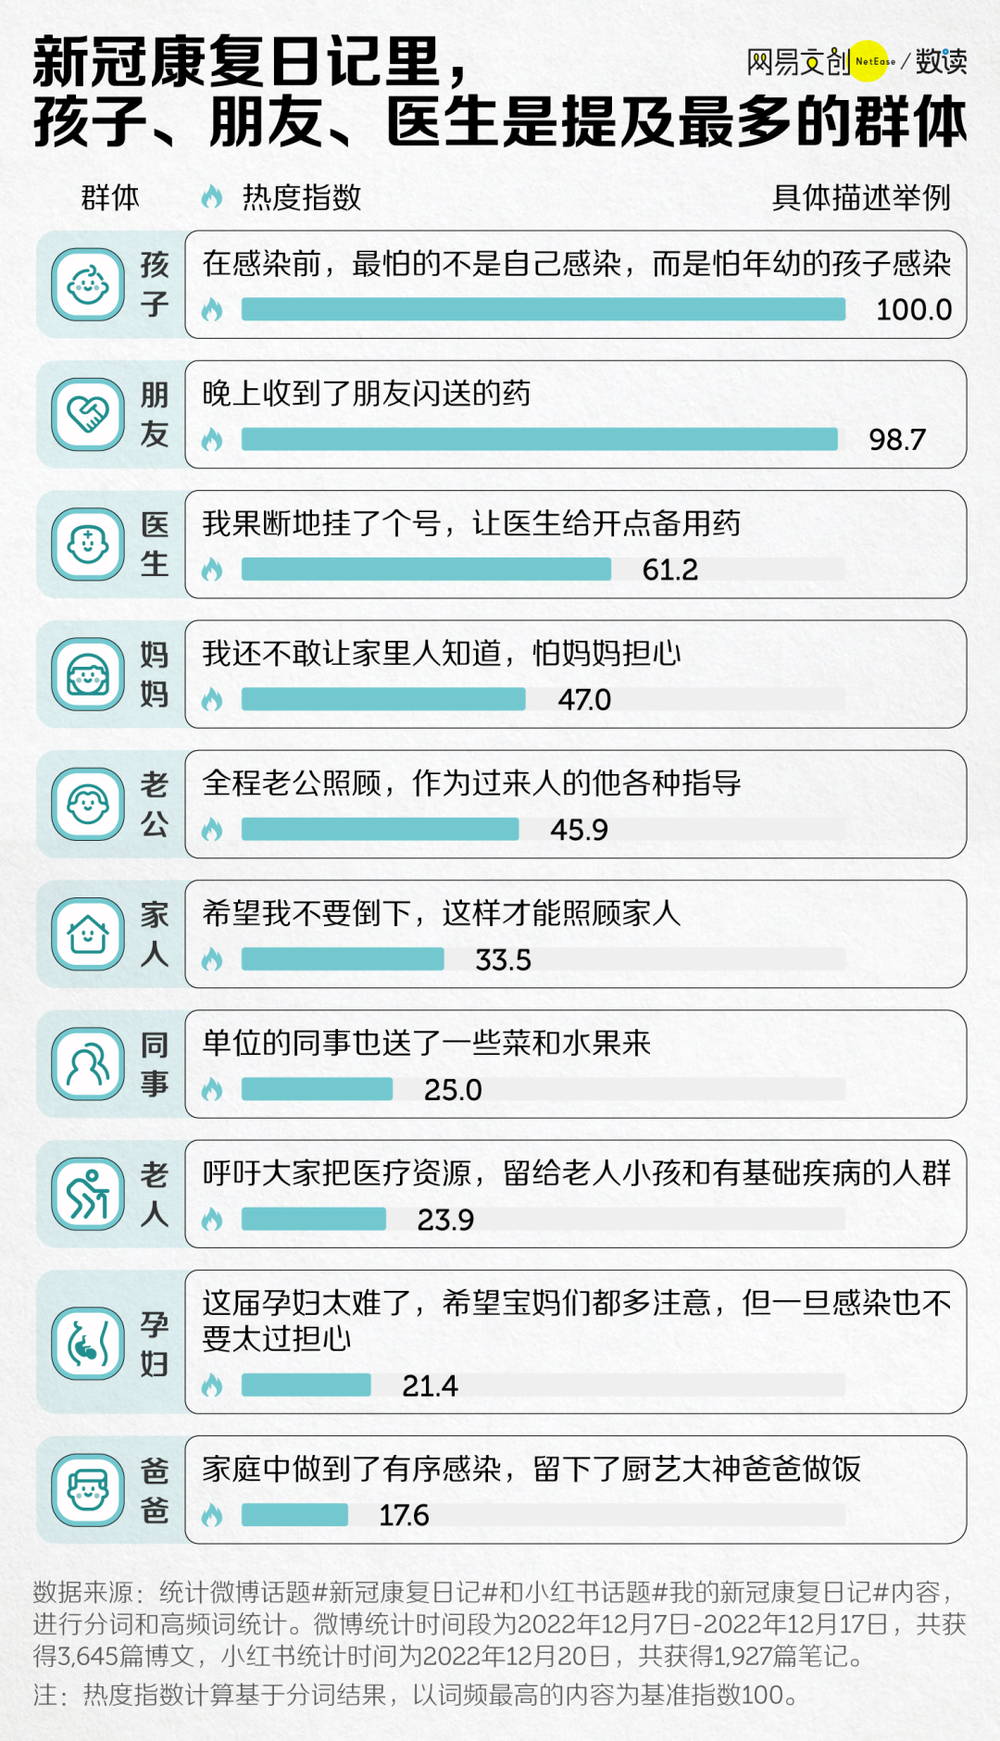 新冠康复日记里，
网易文创 NetEase / 数读
孩子、朋友、医生是提及最多的群体
群体 热度指数 具体描述举例
孩子
在感染前，最怕的不是自己感染，而是怕年幼的孩子感染
100.0
朋友
晚上收到了朋友闪送的药
98.7
医生
我果断地挂了个号，让医生给开点备用药
61.2
妈妈
我还不敢让家里人知道，怕妈妈担心
47.0
老公
全程老公照顾，作为过来人的他各种指导
45.9
家人
希望我不要倒下，这样才能照顾家人
33.5
同事
单位的同事也送了一些菜和水果来
25.0
老人
呼吁大家把医疗资源，留给老人小孩和有基础疾病的人群
23.9
孕妇
这届孕妇太难了，希望宝妈们都多注意，但一旦感染也不
要太过担心
21.4
爸爸
家庭中做到了有序感染，留下了厨艺大神爸爸做饭
17.6
数据来源：统计微博话题#新冠康复日记#和小红书话题#我的新冠康复日记#内容，
进行分词和高频词统计。微博统计时间段为2022年12月7日-2022年12月17日，共获
得3,645篇博文，小红书统计时间为2022年12月20日，共获得1,927篇笔记。
注：热度指数计算基于分词结果，以词频最高的内容为基准指数100。